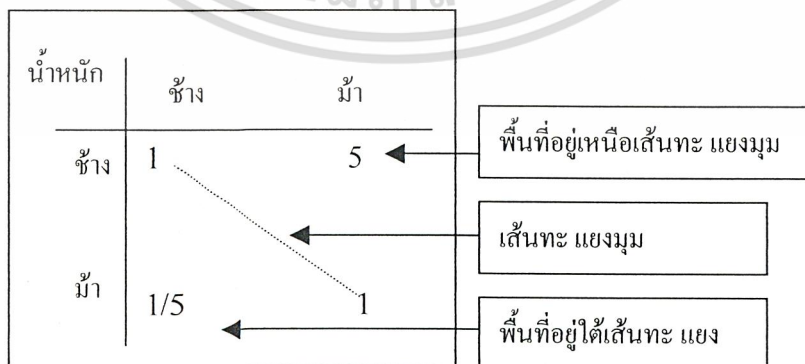 น้ำหนัก
ช้าง ม้า
ช้าง 1 5
พื้นที่อยู่เหนือเส้นทะ แยงมุม
เส้นทะ แยงมุม
ม้า 1/5 1
พื้นที่อยู่ใต้เส้นทะ แยง